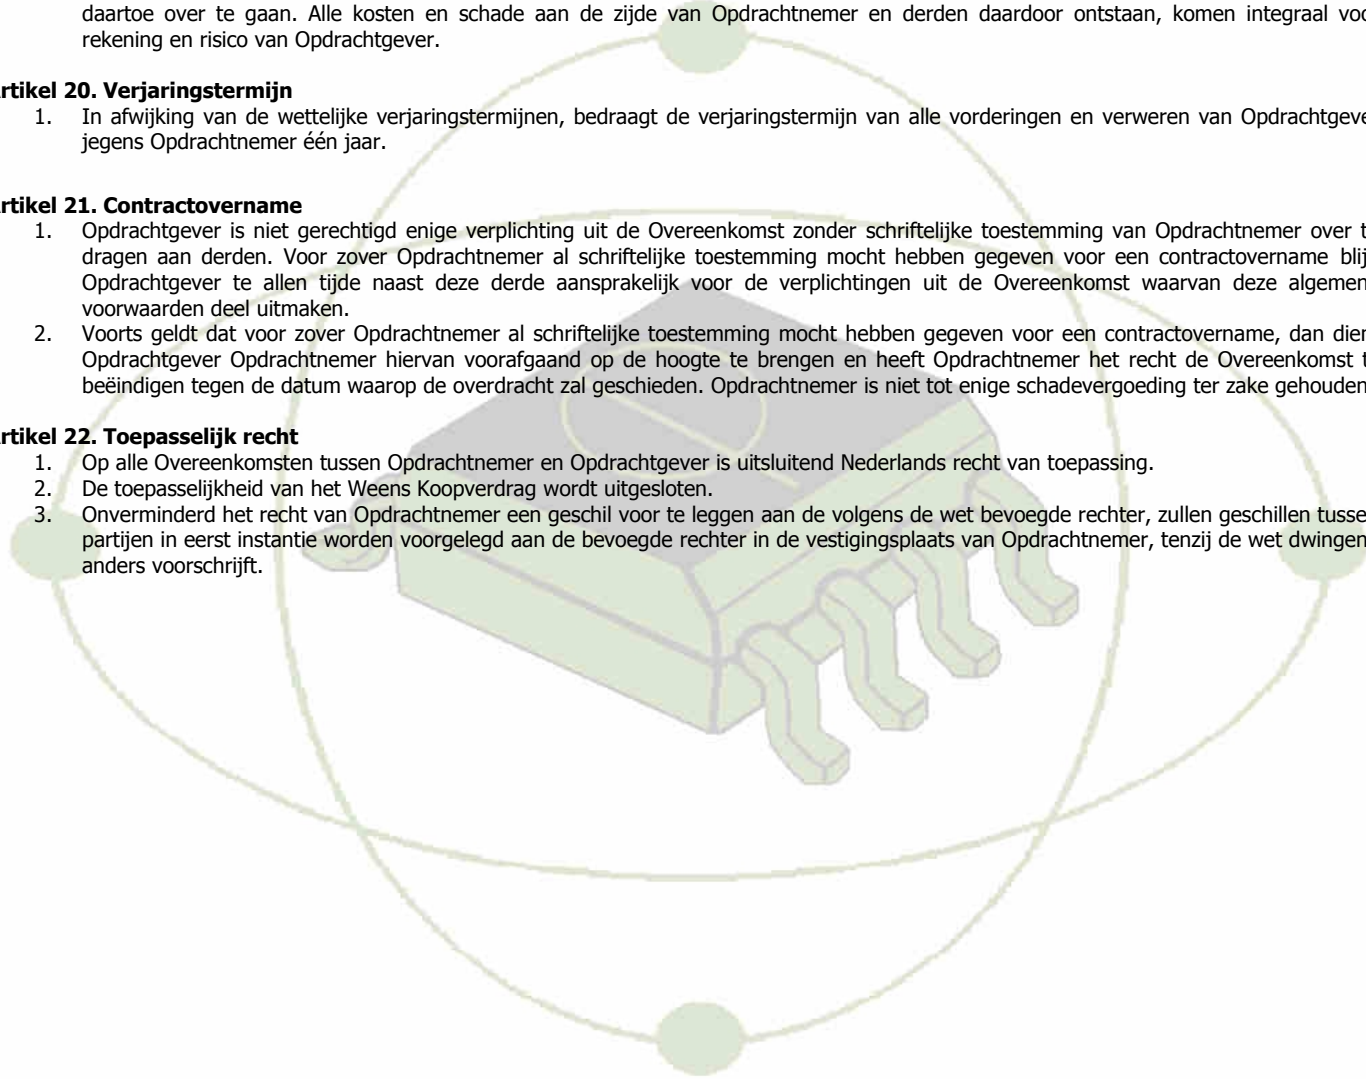 daartoe over te gaan. Alle kosten en schade aan de zijde van Opdrachtnemer en derden daardoor ontstaan, komen integraal voo
rekening en risico van Opdrachtgever.
rtikel 20. Verjaringstermijn
1. In afwijking van de wettelijke verjaringstermijnen, bedraagt de verjaringstermijn van alle vorderingen en verweren van Opdrachtgeve
jegens Opdrachtnemer één jaar.
rtikel 21. Contractovername
1. Opdrachtgever is niet gerechtigd enige verplichting uit de Overeenkomst zonder schriftelijke toestemming van Opdrachtnemer over t
dragen aan derden. Voor zover Opdrachtnemer al schriftelijke toestemming mocht hebben gegeven voor een contractovername blij
Opdrachtgever te allen tijde naast deze derde aansprakelijk voor de verplichtingen uit de Overeenkomst waarvan deze algemen
voorwaarden deel uitmaken.
2. Voorts geldt dat voor zover Opdrachtnemer al schriftelijke toestemming mocht hebben gegeven voor een contractovername, dan dien
Opdrachtgever Opdrachtnemer hiervan voorafgaand op de hoogte te brengen en heeft Opdrachtnemer het recht de Overeenkomst t
beëindigen tegen de datum waarop de overdracht zal geschieden. Opdrachtnemer is niet tot enige schadevergoeding ter zake gehouden
rtikel 22. Toepasselijk recht
1. Op alle Overeenkomsten tussen Opdrachtnemer en Opdrachtgever is uitsluitend Nederlands recht van toepassing.
2. De toepasselijkheid van het Weens Koopverdrag wordt uitgesloten.
3. Onverminderd het recht van Opdrachtnemer een geschil voor te leggen aan de volgens de wet bevoegde rechter, zullen geschillen tusse
partijen in eerst instantie worden voorgelegd aan de bevoegde rechter in de vestigingsplaats van Opdrachtnemer, tenzij de wet dwingen
anders voorschrijft.